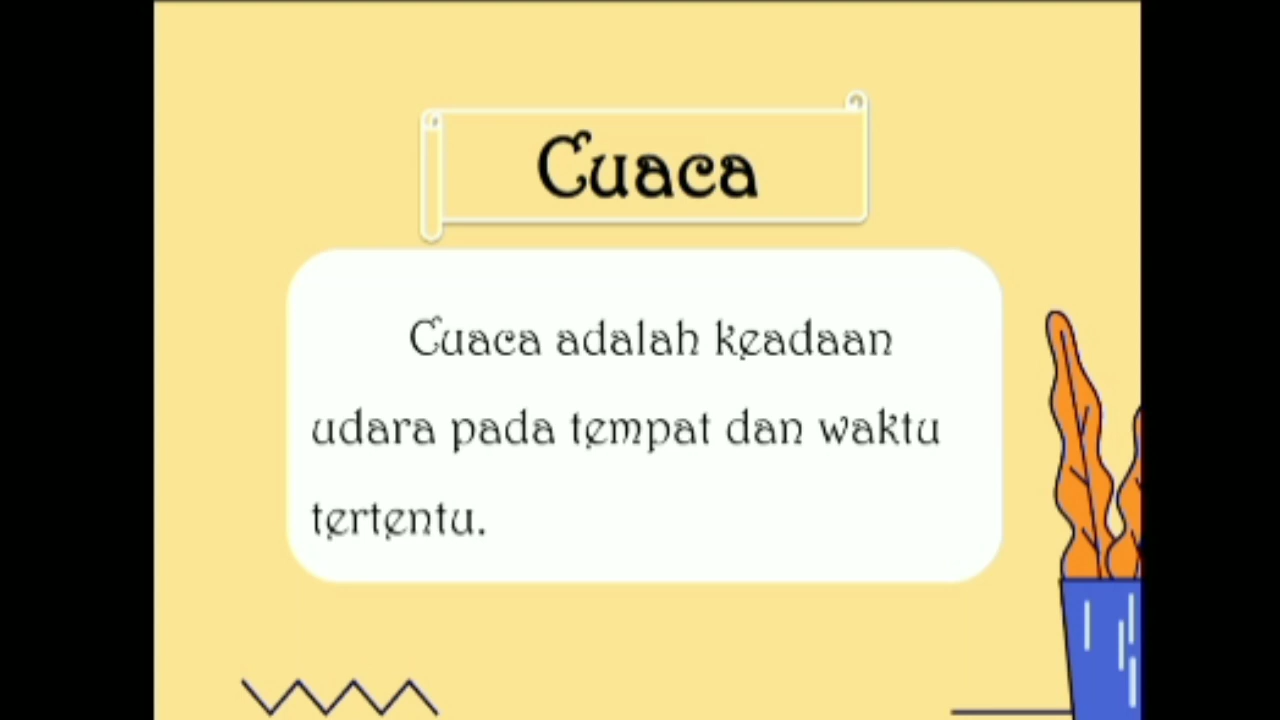 Cuaca
Cuaca adalah keadaan
udara pada tempat dan waktu
tertentu.